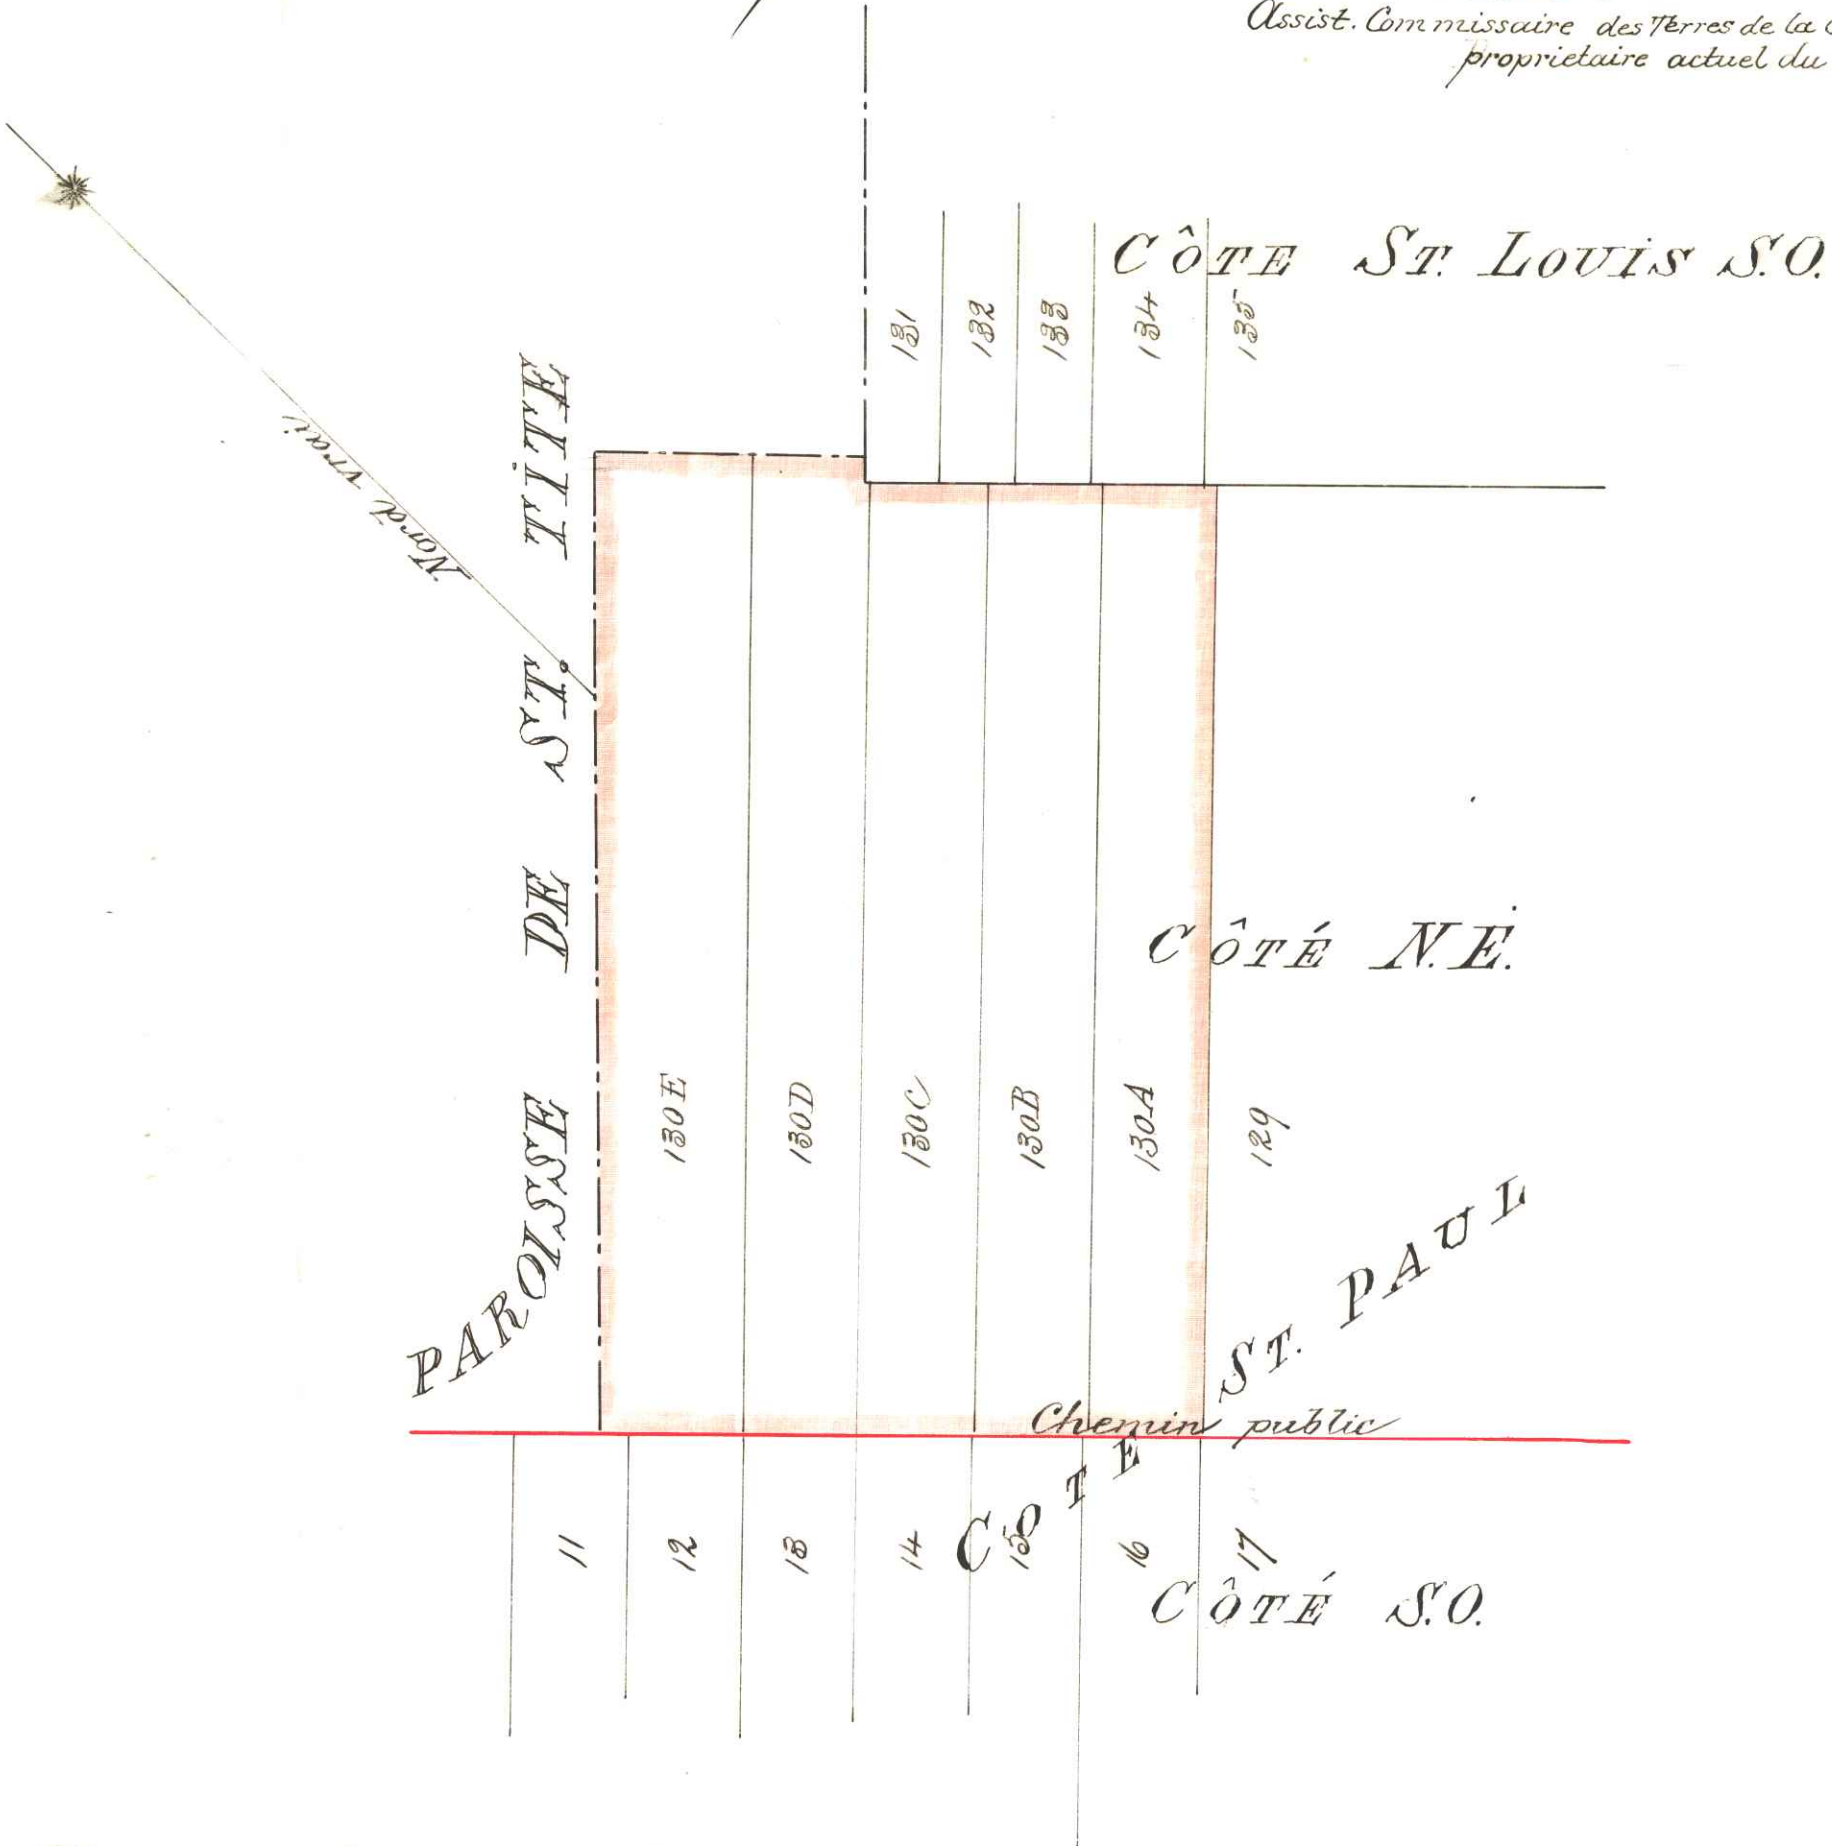 Assist. Commissaire des Terres de la
proprietaire actuel du
CÔTE ST. LOUIS S.O.
131
132
133
134
135
Nord vrai
PAROISSE DE ST. TITE
CÔTÉ N.E.
130E
130D
130C
130B
130A
129
CÔTE ST. PAUL
Chemin public
11
12
13
14
15
16
17
CÔTÉ S.O.